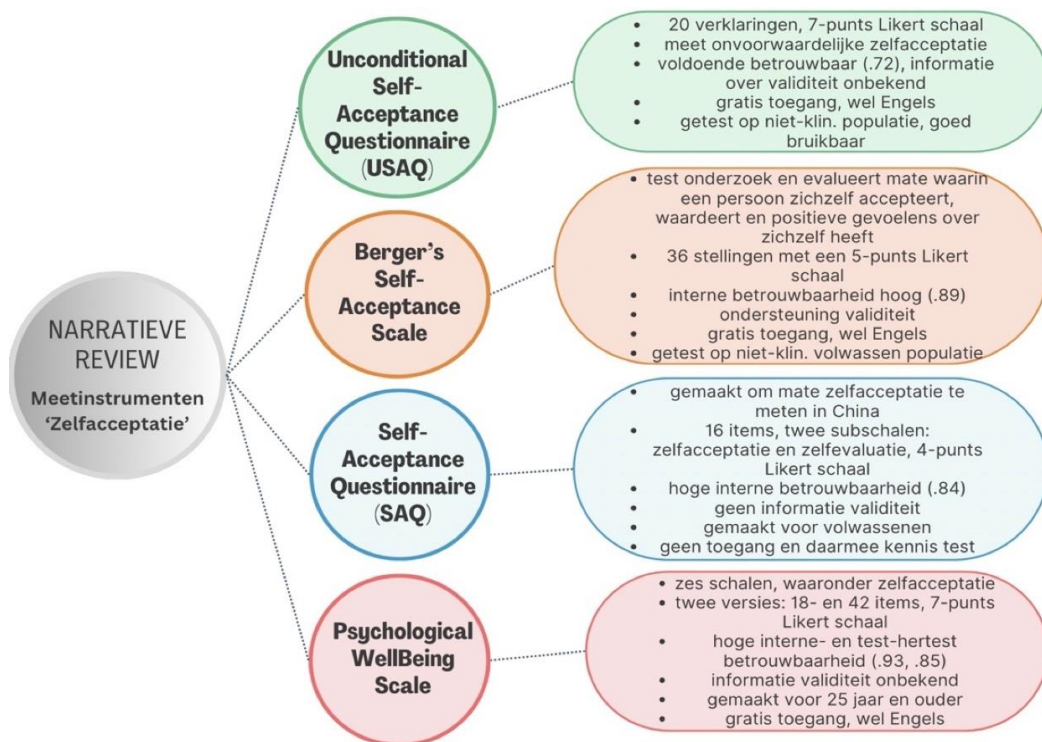 NARRATIEVE
REVIEW
Meetinstrumenten
'Zelfacceptatie'
Unconditional
Self-
Acceptance
Questionnaire
(USAQ)
• 20 verklaringen, 7-punts Likert schaal
• meet onvoorwaardelijke zelfacceptatie
• voldoende betrouwbaar (.72), informatie
over validiteit onbekend
• gratis toegang, wel Engels
• getest op niet-klin. populatie, goed
bruikbaar
Berger's
Self-
Acceptance
Scale
• test onderzoek en evalueert mate waarin
een persoon zichzelf accepteert,
waardeert en positieve gevoelens over
zichzelf heeft
• 36 stellingen met een 5-punts Likert
schaal
• interne betrouwbaarheid hoog (.89)
• ondersteuning validiteit
• gratis toegang, wel Engels
• getest op niet-klin. volwassen populatie
Self-
Acceptance
Questionnaire
(SAQ)
• gemaakt om mate zelfacceptatie te
meten in China
• 16 items, twee subschalen:
zelfacceptatie en zelfevaluatie, 4-punts
Likert schaal
• hoge interne betrouwbaarheid (.84)
• geen informatie validiteit
• gemaakt voor volwassenen
• geen toegang en daarmee kennis test
Psychological
WellBeing
Scale
• zes schalen, waaronder zelfacceptatie
• twee versies: 18- en 42 items, 7-punts
Likert schaal
• hoge interne- en test-hertest
betrouwbaarheid (.93, .85)
• informatie validiteit onbekend
• gemaakt voor 25 jaar en ouder
• gratis toegang, wel Engels